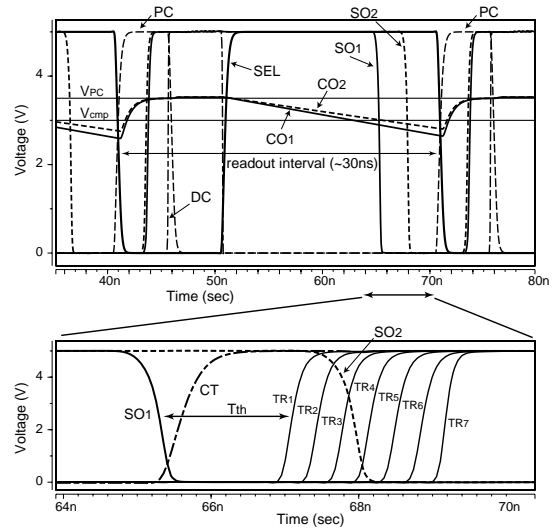 PC
SO2
PC
SO1
SEL
CO2
4
VPC
Vcmp
CO1
2
readout interval (~30ns)
DC
0
Voltage (V)
40n
50n
60n
70n
80n
Time (sec)
SO2
4
CT
TR1
TR2
TR3
TR4
TR5
TR6
TR7
SO1
Tth
2
0
Voltage (V)
64n
66n
68n
70n
Time (sec)